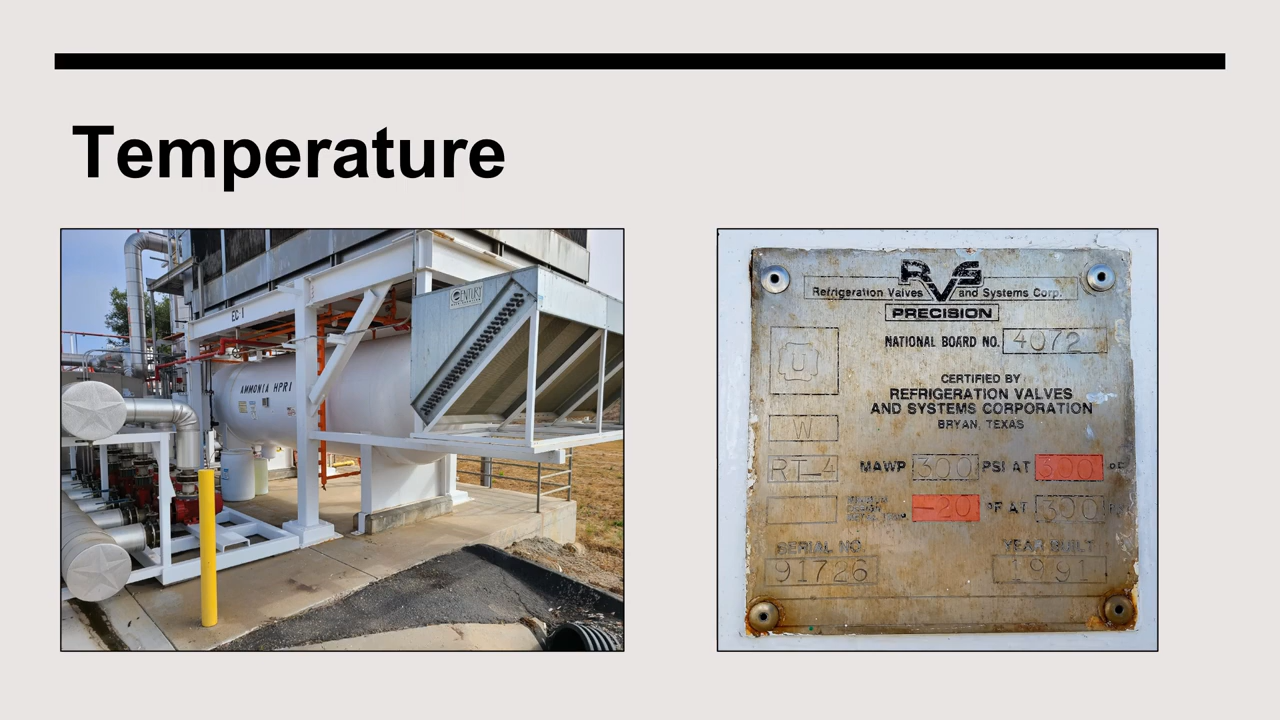 Temperature
EC-1
AMMONIA HPR1
CENTURY
RVS
Refrigeration Valves and Systems Corp.
PRECISION
NATIONAL BOARD NO. 4072
U
CERTIFIED BY
REFRIGERATION VALVES
AND SYSTEMS CORPORATION
BRYAN, TEXAS
W
RT-4
MAWP 300 PSI AT 300 °F
-20 °F AT 300
SERIAL NO.
91726
YEAR BUILT
1991